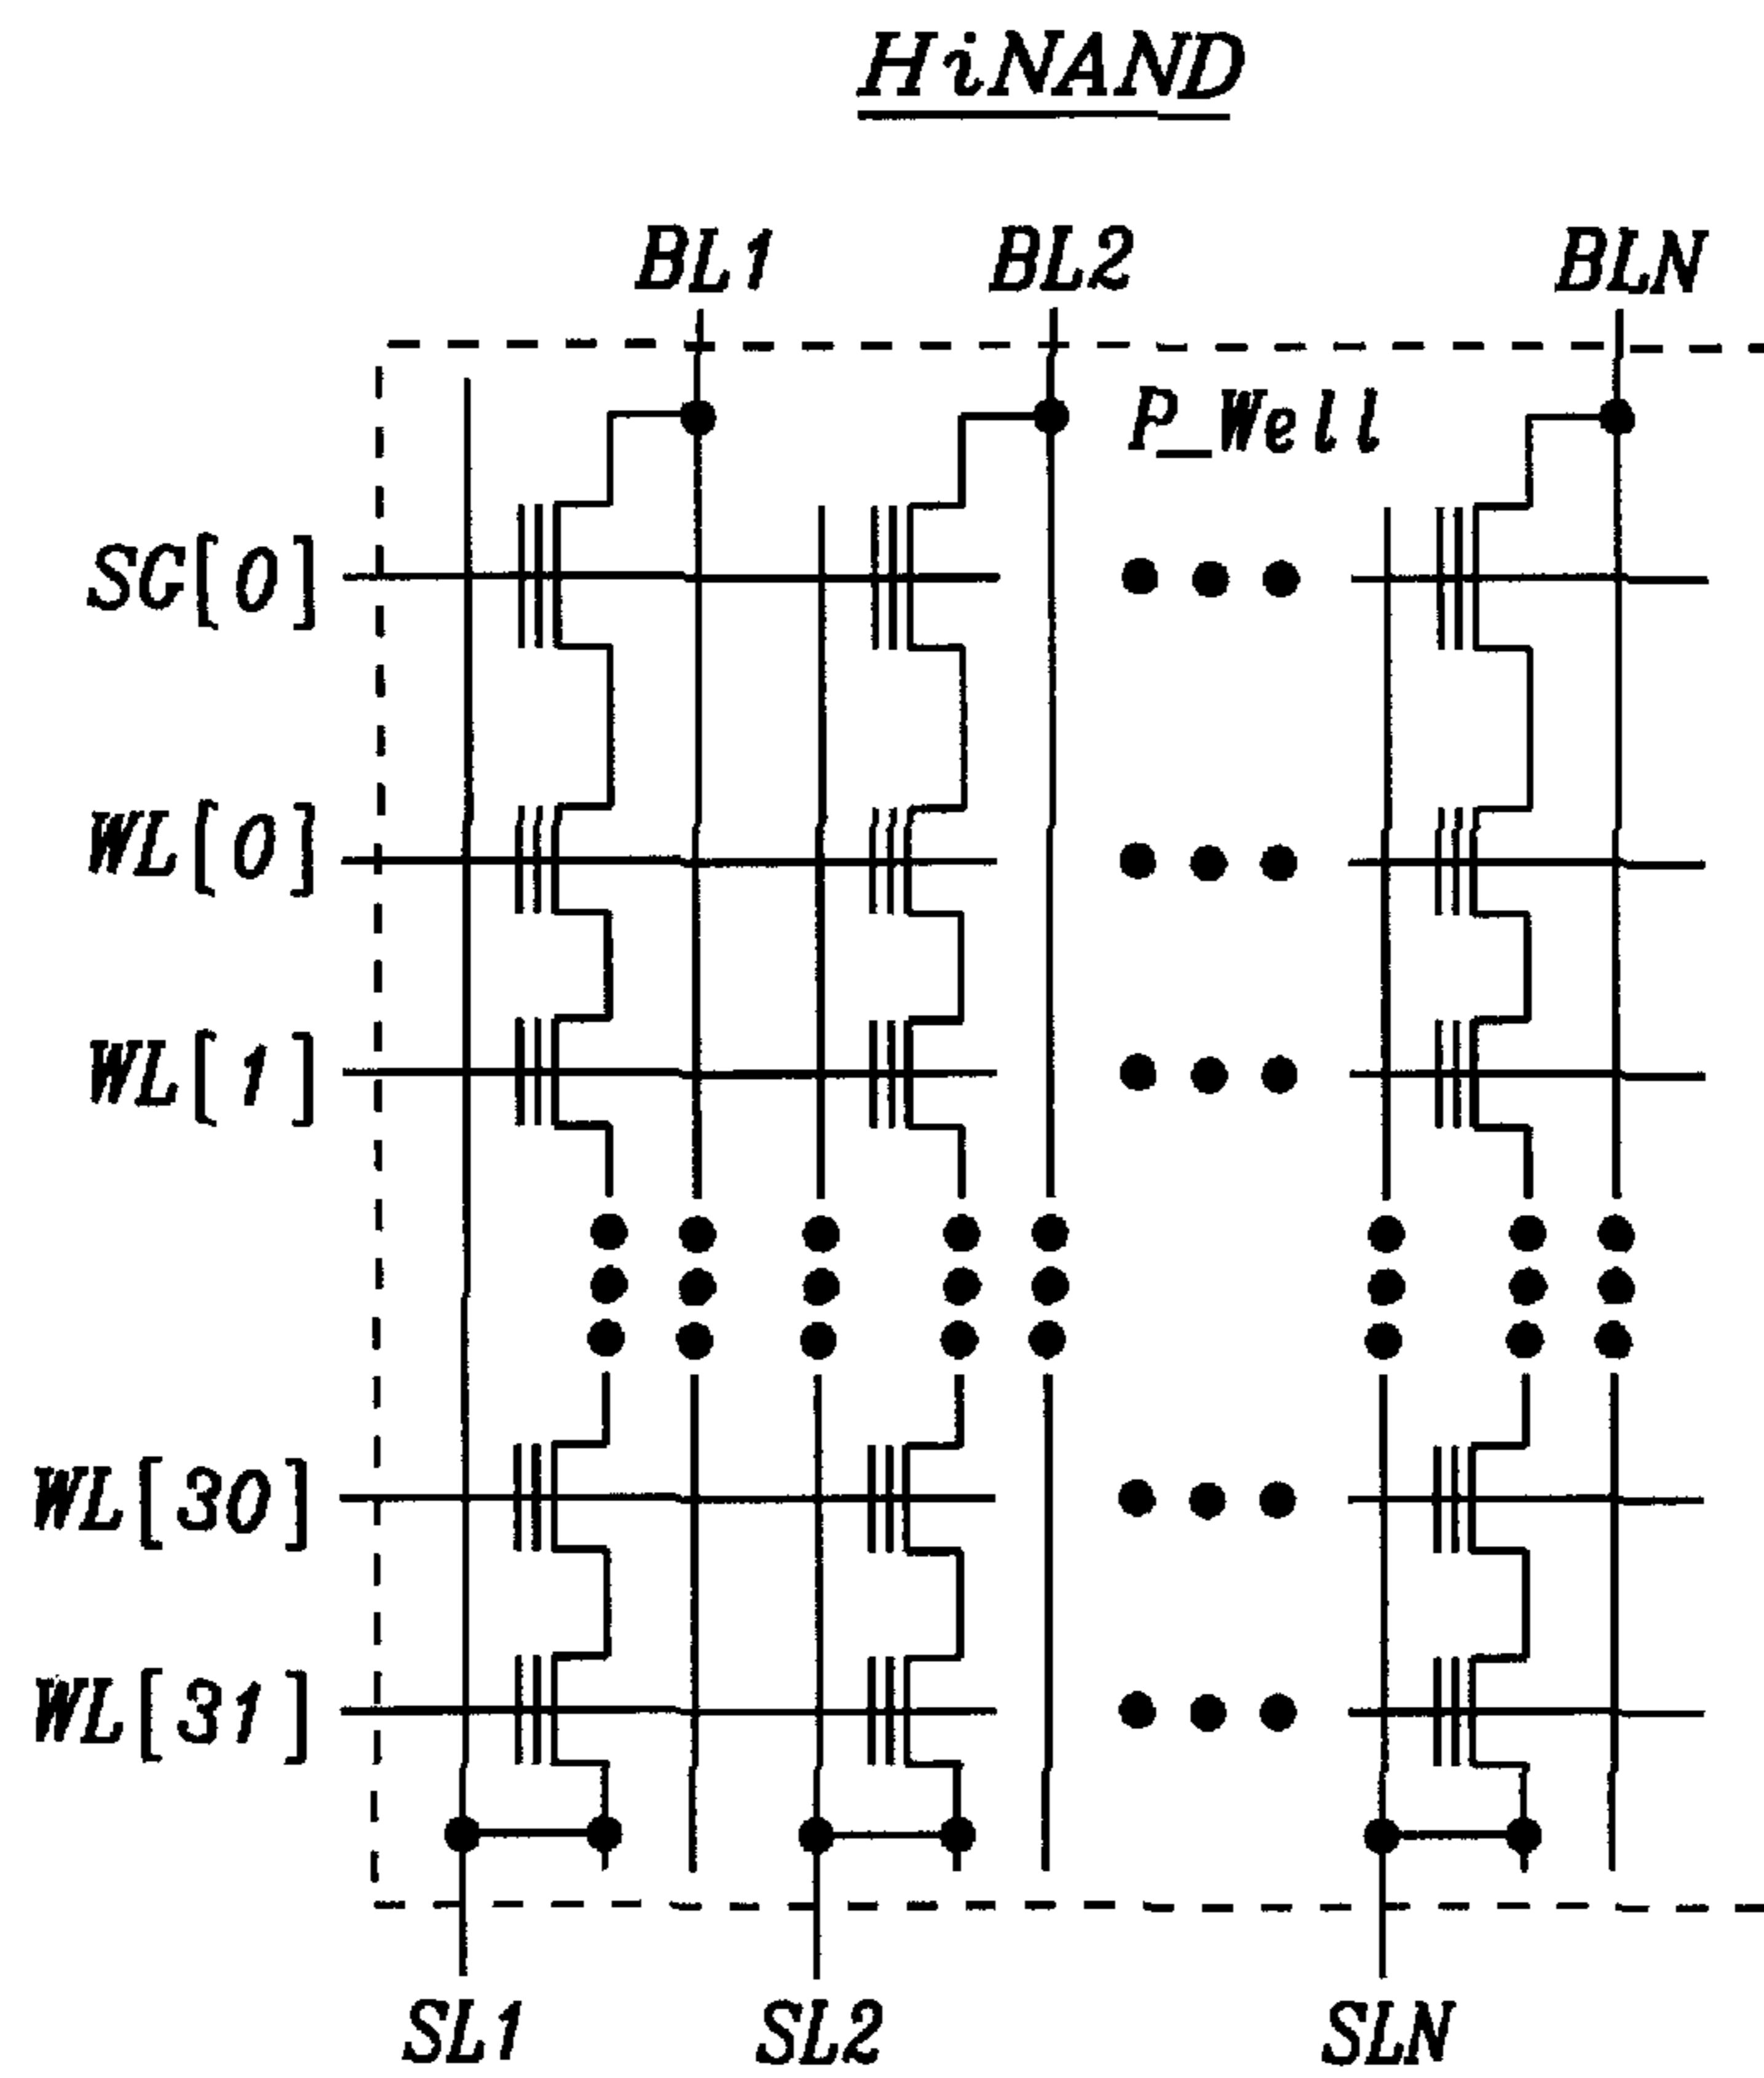 HiNAND
BL1 BL2 BLN
P_Well
SG[0]
WL[0]
WL[1]
WL[30]
WL[31]
SL1 SL2 SLN